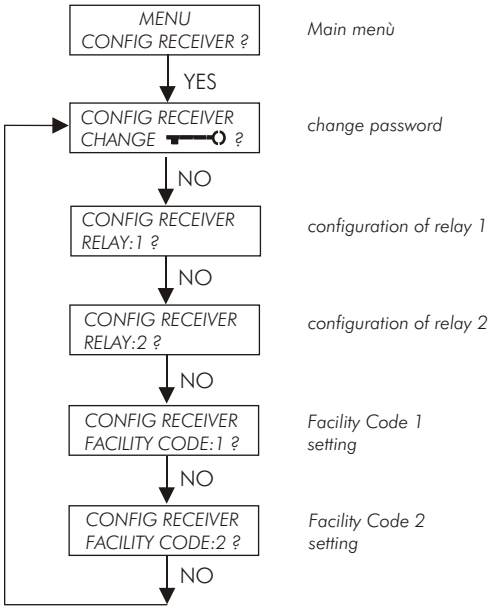 MENU
CONFIG RECEIVER ?
Main menù
YES
CONFIG RECEIVER
CHANGE ?
change password
NO
CONFIG RECEIVER
RELAY:1 ?
configuration of relay 1
NO
CONFIG RECEIVER
RELAY:2 ?
configuration of relay 2
NO
CONFIG RECEIVER
FACILITY CODE:1 ?
Facility Code 1
setting
NO
CONFIG RECEIVER
FACILITY CODE:2 ?
Facility Code 2
setting
NO